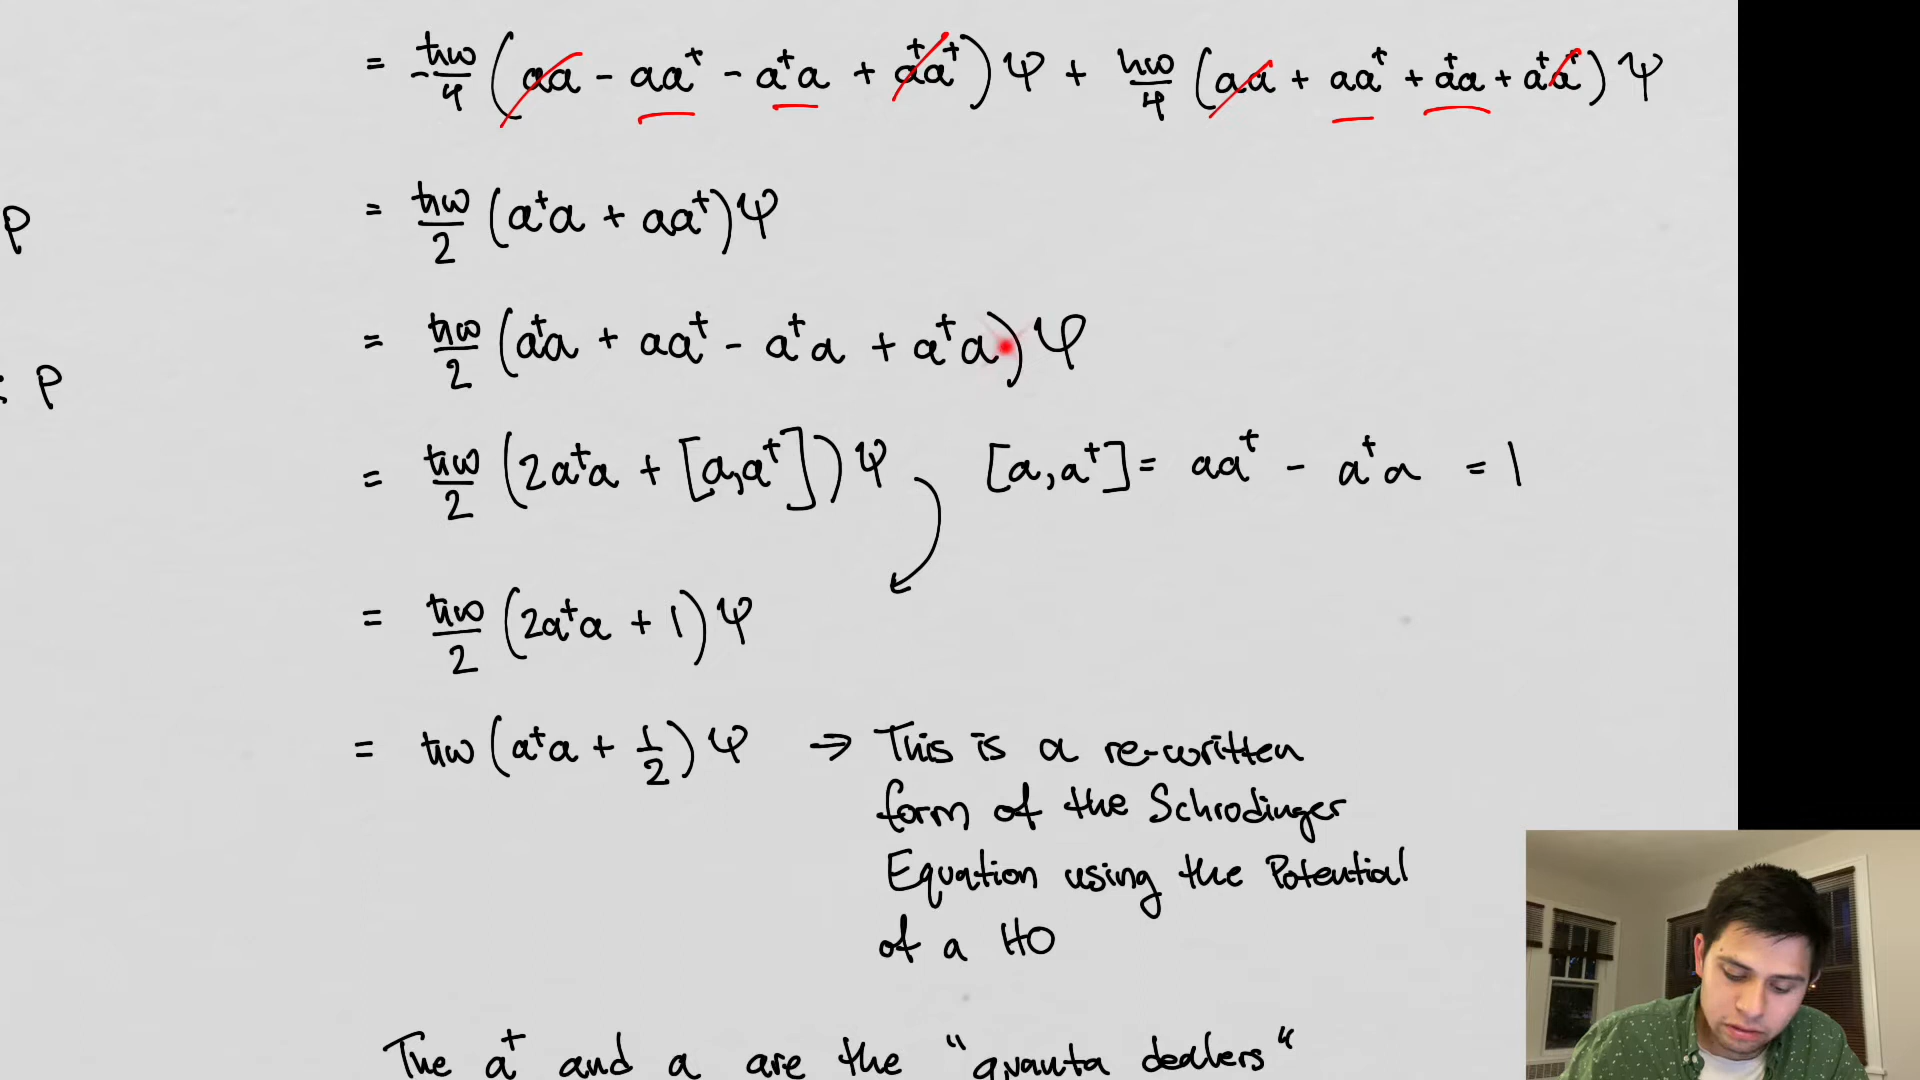 = -ħω/4 (aa - aa† - a†a + a†a†)ψ + ħω/4 (aa + aa† + a†a + a†a†)ψ
P
= ħω/2 (a†a + aa†)ψ
= ħω/2 (a†a + aa† - a†a + a†a)ψ
: P
= ħω/2 (2a†a + [a,a†])ψ [a,a†] = aa† - a†a = 1
= ħω/2 (2a†a + 1)ψ
= ħω (a†a + 1/2)ψ → This is a re-written
form of the Schrodinger
Equation using the Potential
of a HO
The a† and a are the "quanta dealers"